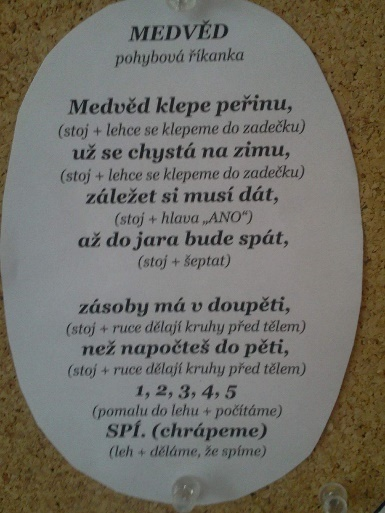 MEDVĚD
pohybová říkanka
Medvěd klepe peřinu,
(stoj + lehce se klepeme do zadečku)
už se chystá na zimu,
(stoj + lehce se klepeme do zadečku)
záležet si musí dát,
(stoj + hlava „ANO“)
až do jara bude spát,
(stoj + šeptat)
zásoby má v doupěti,
(stoj + ruce dělají kruhy před tělem)
než napočteš do pěti,
(stoj + ruce dělají kruhy před tělem)
1, 2, 3, 4, 5
(pomalu do lehu + počítáme)
SPÍ. (chrápeme)
(leh + děláme, že spíme)